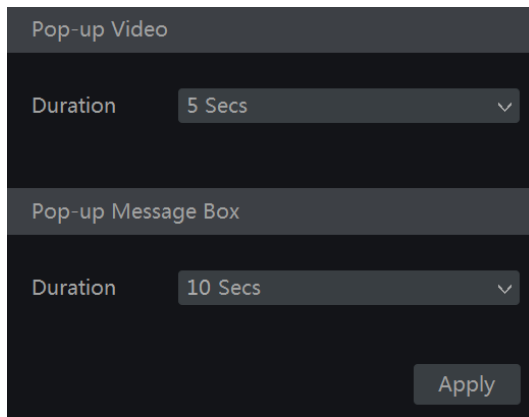 Pop-up Video
Duration 5 Secs
Pop-up Message Box
Duration 10 Secs
Apply